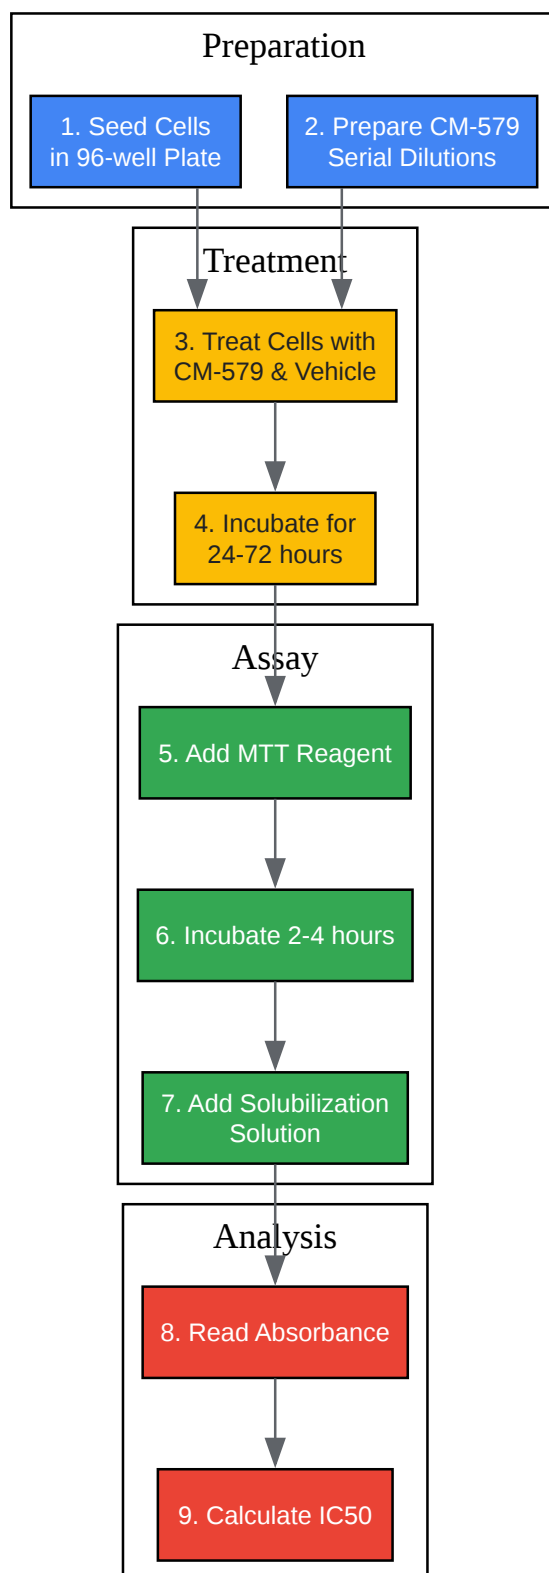 Preparation
1. Seed Cells
in 96-well Plate
2. Prepare CM-579
Serial Dilutions
Treatment
3. Treat Cells with
CM-579 & Vehicle
4. Incubate for
24-72 hours
Assay
5. Add MTT Reagent
6. Incubate 2-4 hours
7. Add Solubilization
Solution
Analysis
8. Read Absorbance
9. Calculate IC50